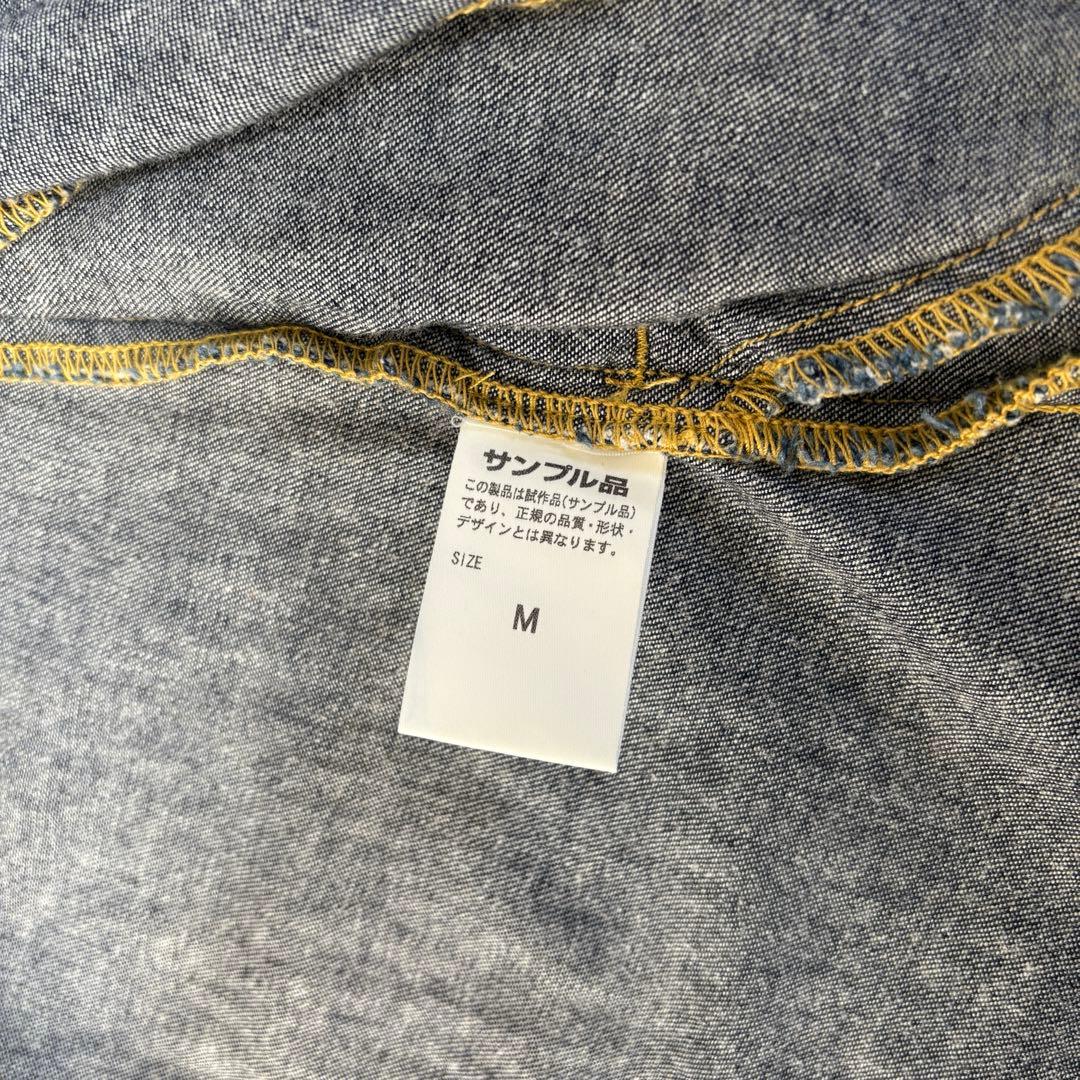 サンプル品
この製品は試作品(サンプル品)
であり、正規の品質・形状・
デザインとは異なります。
SIZE
M